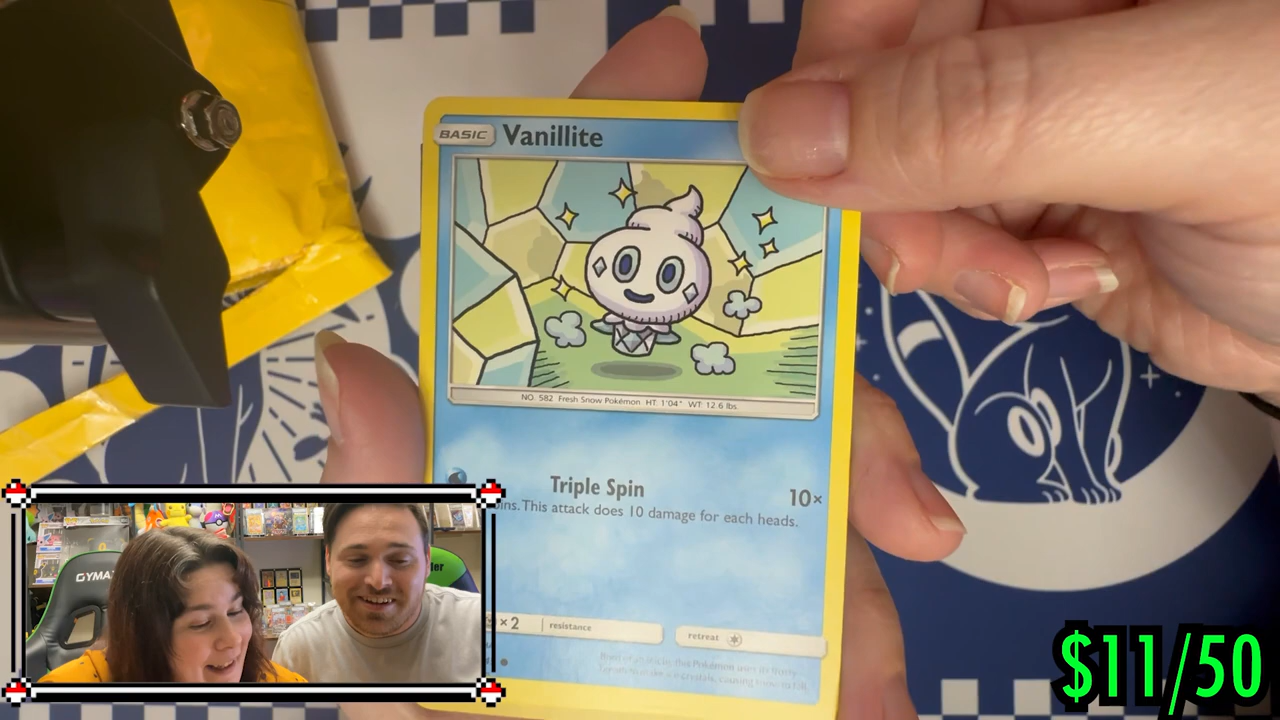 BASIC Vanillite
NO. 582 Fresh Snow Pokémon HT: 1'04" WT: 12.6 lbs.
Triple Spin 10×
ins. This attack does 10 damage for each heads.
×2 resistance retreat
GYMA
$11/50